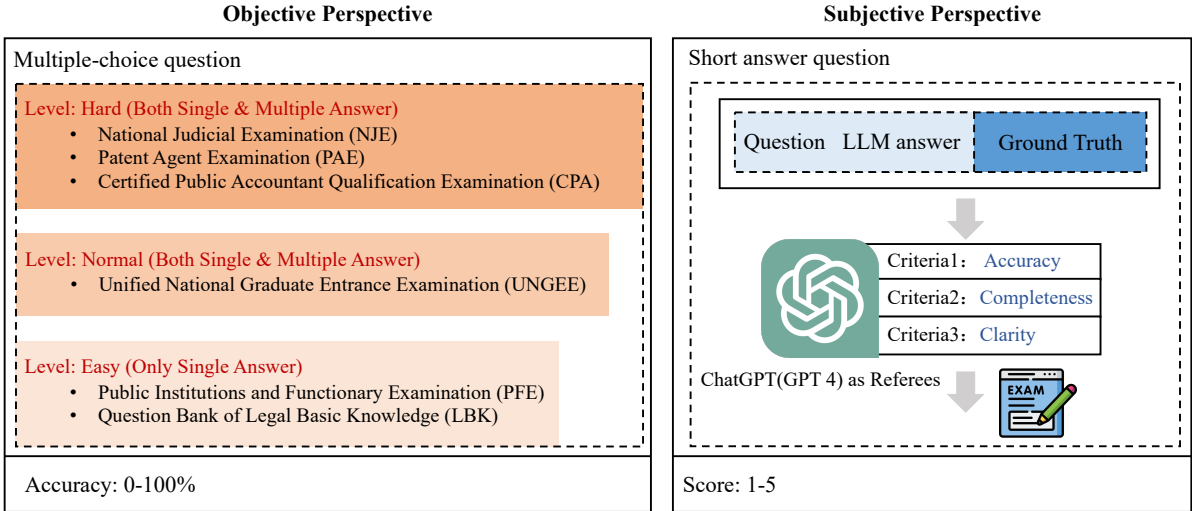 Objective Perspective
Multiple-choice question
Level: Hard (Both Single & Multiple Answer)
• National Judicial Examination (NJE)
• Patent Agent Examination (PAE)
• Certified Public Accountant Qualification Examination (CPA)
Level: Normal (Both Single & Multiple Answer)
• Unified National Graduate Entrance Examination (UNGEE)
Level: Easy (Only Single Answer)
• Public Institutions and Functionary Examination (PFE)
• Question Bank of Legal Basic Knowledge (LBK)
Accuracy: 0-100%
Subjective Perspective
Short answer question
Question LLM answer Ground Truth
Criteria1: Accuracy
Criteria2: Completeness
Criteria3: Clarity
ChatGPT(GPT 4) as Referees
EXAM
Score: 1-5